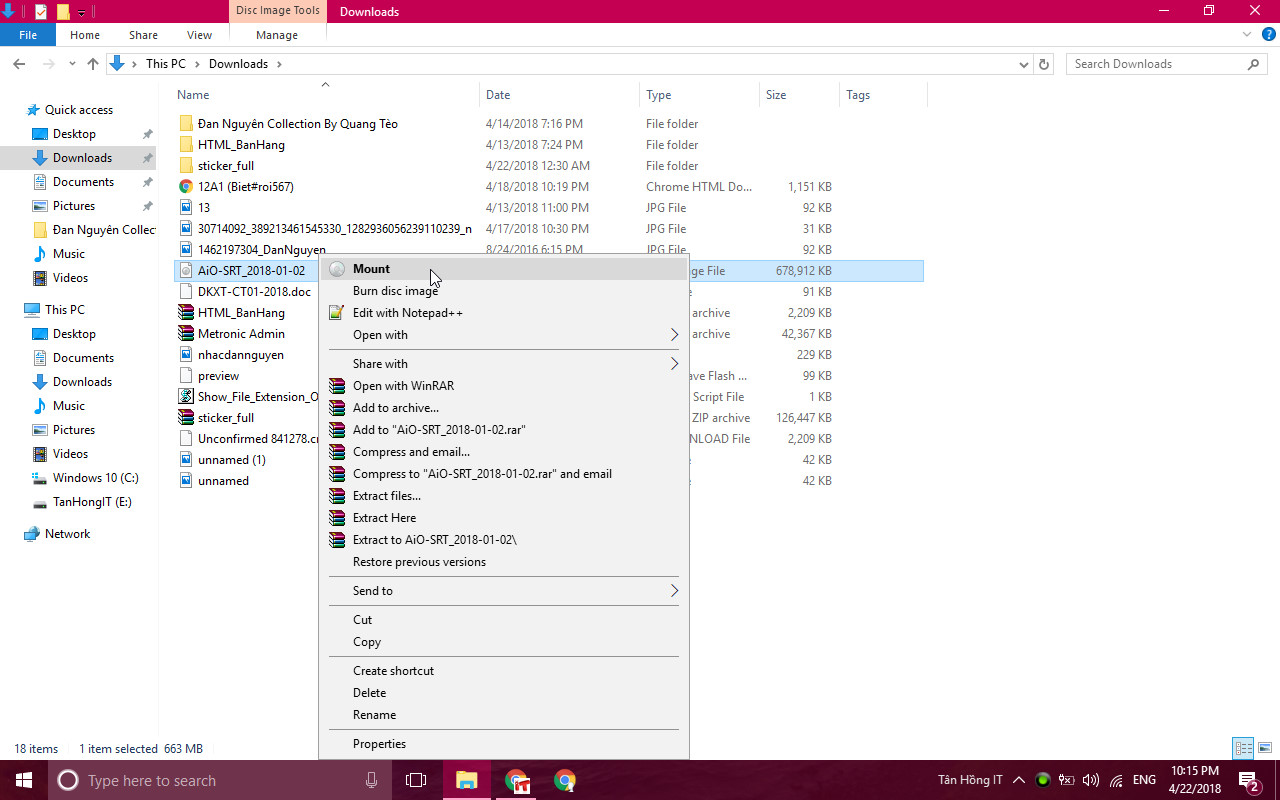 Disc Image Tools
Downloads
File
Home
Share
View
Manage
This PC
Downloads
Search Downloads
Name
Date
Type
Size
Tags
Quick access
Desktop
Downloads
Documents
Pictures
Đan Nguyên Collec
Music
Videos
This PC
Desktop
Documents
Downloads
Music
Pictures
Videos
Windows 10 (C:)
TanHongIT (E:)
Network
Đan Nguyên Collection By Quang Tèo 4/14/2018 7:16 PM File folder
HTML_BanHang 4/13/2018 7:24 PM File folder
sticker_full 4/22/2018 12:30 AM File folder
12A1 (Biet#roi567) 4/18/2018 10:19 PM Chrome HTML Do... 1,151 KB
13 4/13/2018 11:00 PM JPG File 92 KB
30714092_389213461545330_1282936056239110239_n 4/17/2018 10:30 PM JPG File 31 KB
1462197304_DanNguyen 8/24/2016 6:15 PM JPG File 92 KB
AiO-SRT_2018-01-02 ge File 678,912 KB
DKXT-CT01-2018.doc 91 KB
HTML_BanHang archive 2,209 KB
Metronic Admin archive 42,367 KB
nhacdannguyen 229 KB
preview ave Flash ... 99 KB
Show_File_Extension_O Script File 1 KB
sticker_full ZIP archive 126,447 KB
Unconfirmed 841278.cr NLOAD File 2,209 KB
unnamed (1) 42 KB
unnamed 42 KB
Mount
Burn disc image
Edit with Notepad++
Open with
Share with
Open with WinRAR
Add to archive...
Add to "AiO-SRT_2018-01-02.rar"
Compress and email...
Compress to "AiO-SRT_2018-01-02.rar" and email
Extract files...
Extract Here
Extract to AiO-SRT_2018-01-02\
Restore previous versions
Send to
Cut
Copy
Create shortcut
Delete
Rename
Properties
18 items 1 item selected 663 MB
Type here to search
Tân Hồng IT
ENG
10:15 PM
4/22/2018
2